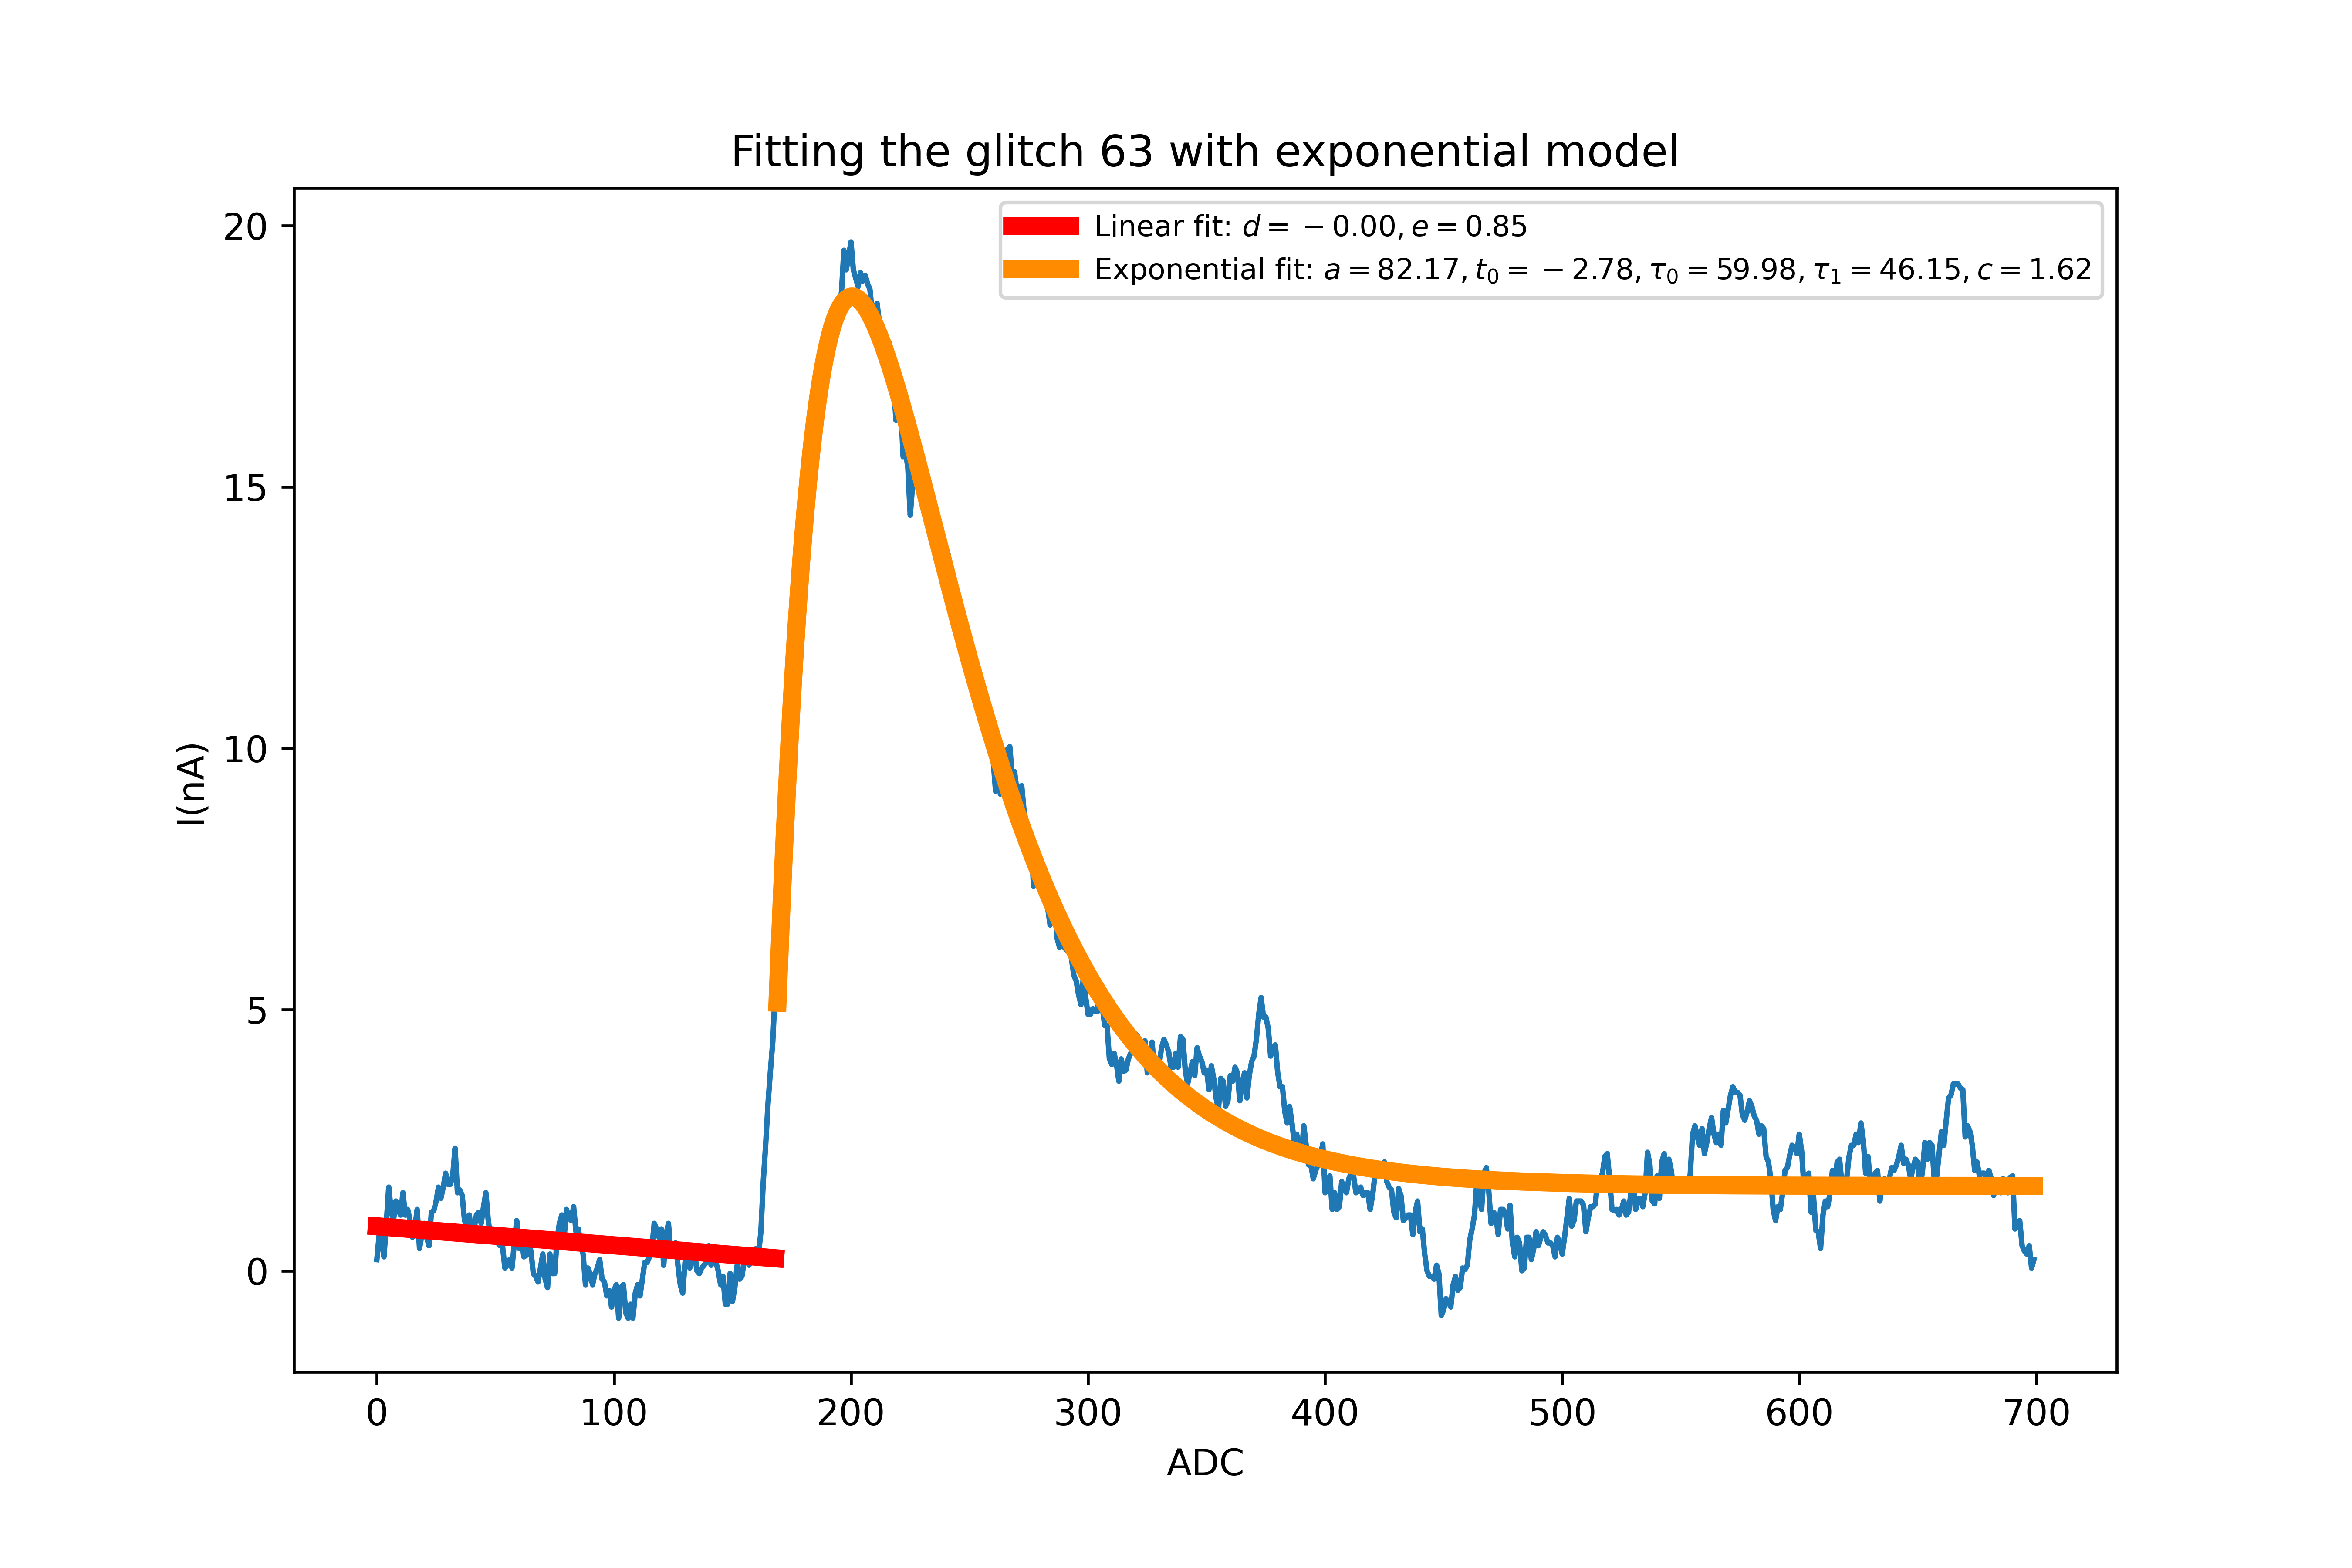 Fitting the glitch 63 with exponential model
Linear fit: d = −0.00, e = 0.85
Exponential fit: a = 82.17, t₀ = −2.78, τ₀ = 59.98, τ₁ = 46.15, c = 1.62
20
15
10
5
0
I(nA)
0 100 200 300 400 500 600 700
ADC